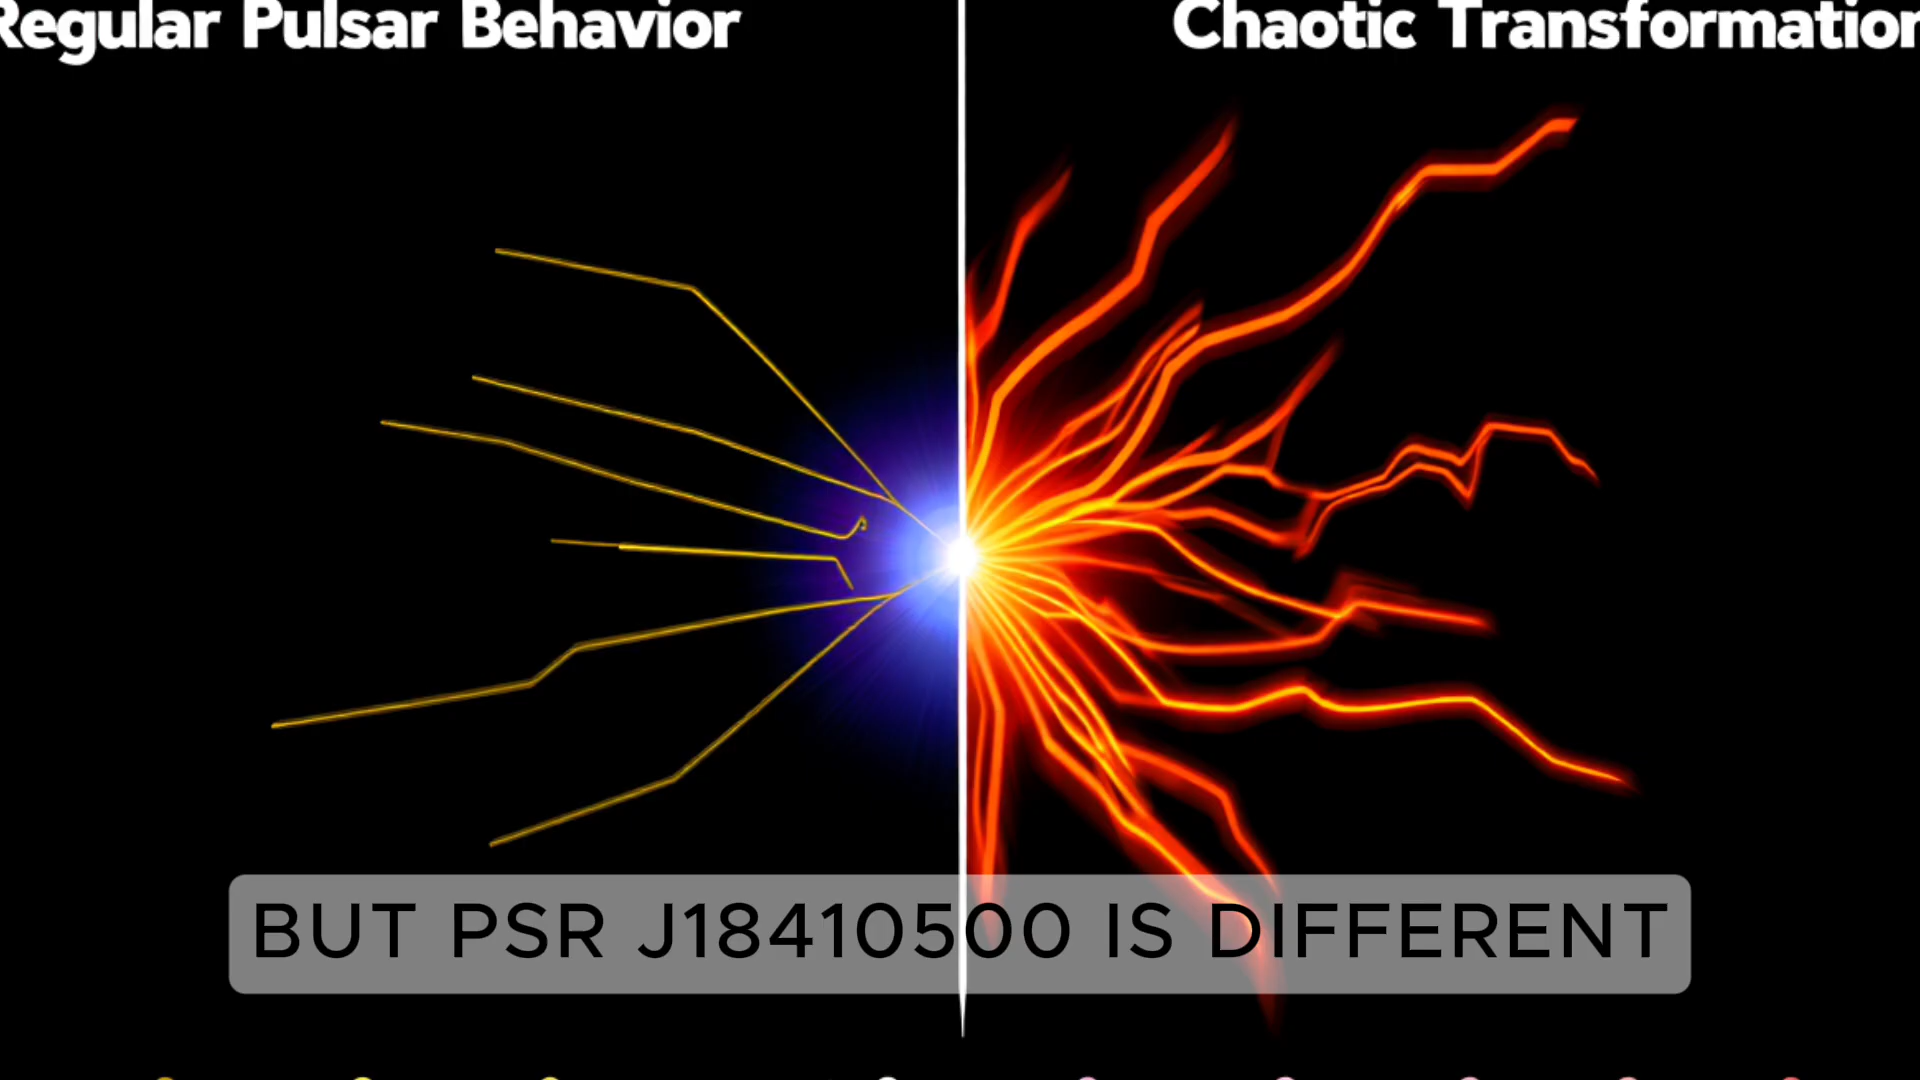 Regular Pulsar Behavior
Chaotic Transformation
BUT PSR J18410500 IS DIFFERENT